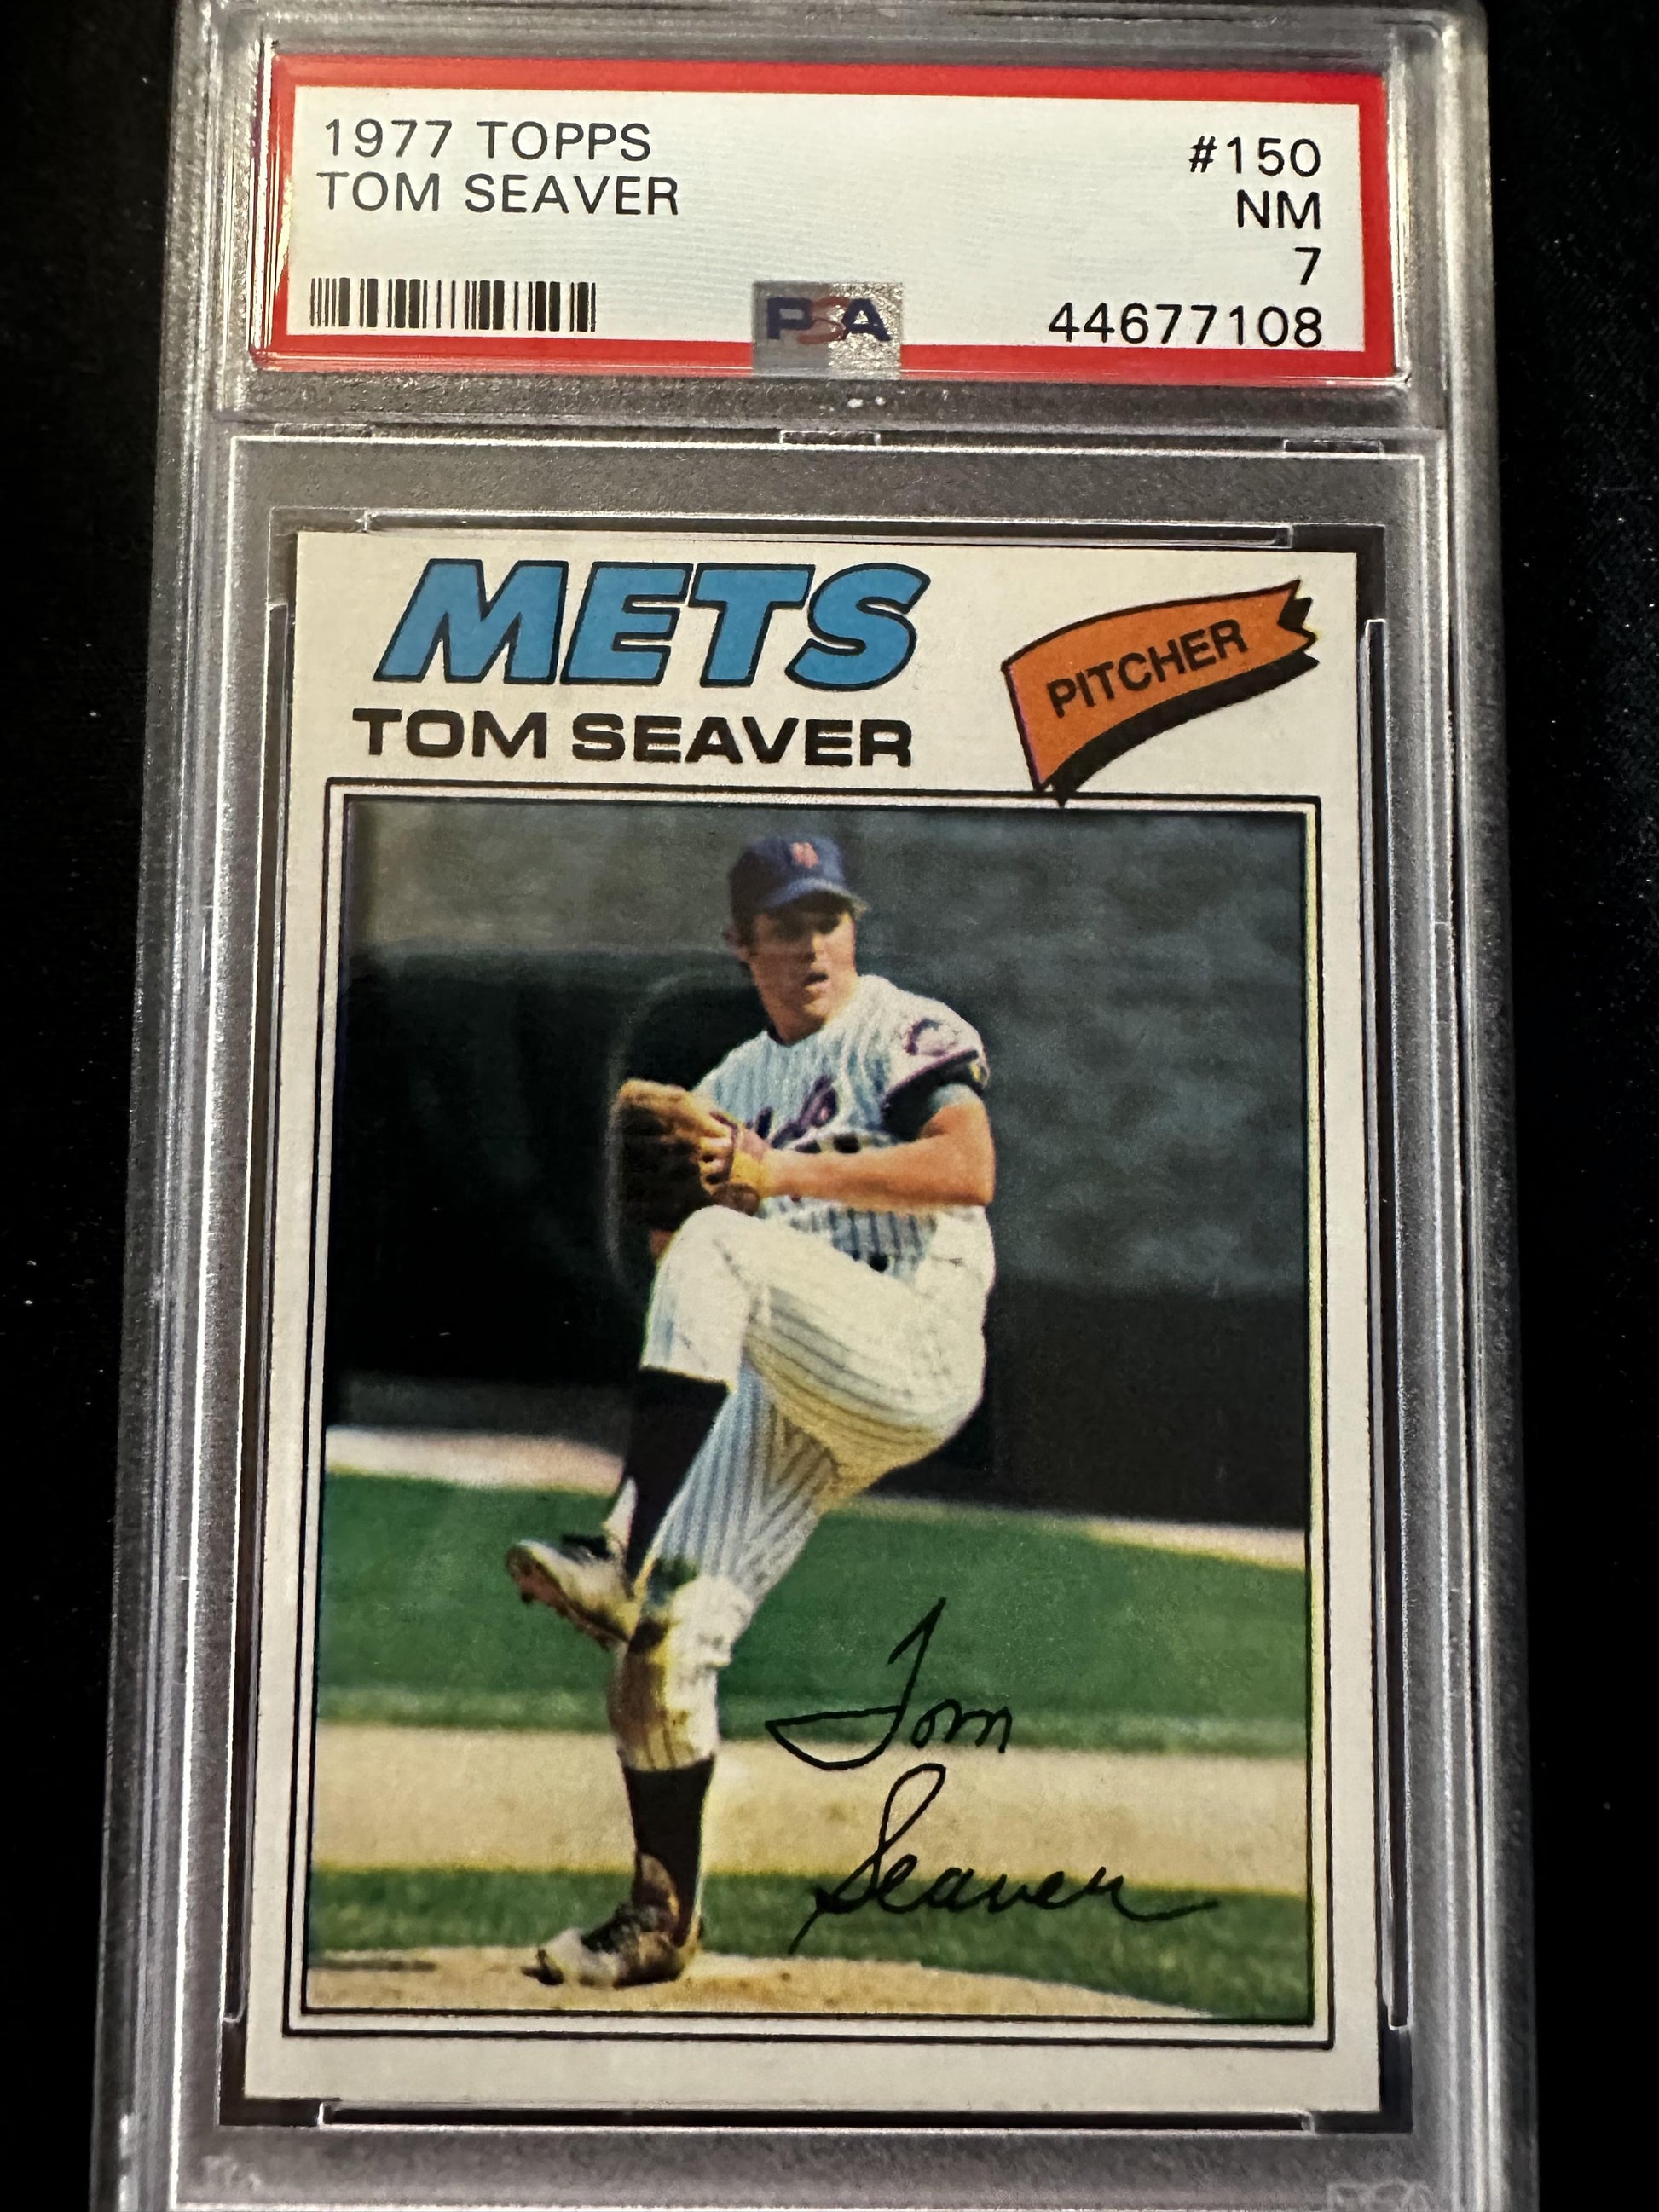 1977 TOPPS #150
TOM SEAVER NM
7
PSA 44677108
METS
PITCHER
TOM SEAVER
Tom
Seaver